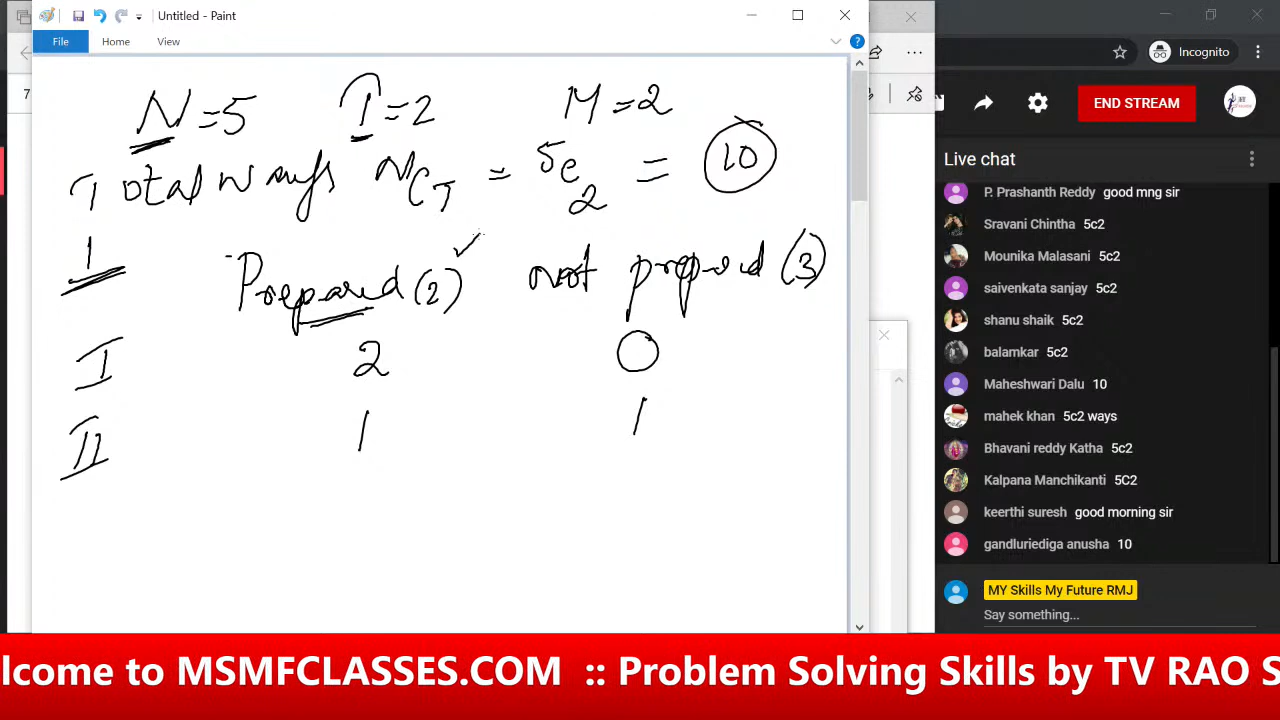 Untitled - Paint
File Home View
N = 5 T = 2 M = 2
Total ways NCT = 5c2 = 10
1 Prepared (2) ✓ not prepared (3)
I 2 0
II 1 1
7
Incognito
END STREAM
Live chat
P. Prashanth Reddy good mng sir
Sravani Chintha 5c2
Mounika Malasani 5c2
saivenkata sanjay 5c2
shanu shaik 5c2
balamkar 5c2
Maheshwari Dalu 10
mahek khan 5c2 ways
Bhavani reddy Katha 5c2
Kalpana Manchikanti 5C2
keerthi suresh good morning sir
gandluriediga anusha 10
MY Skills My Future RMJ
Say something...
elcome to MSMFCLASSES.COM :: Problem Solving Skills by TV RAO S